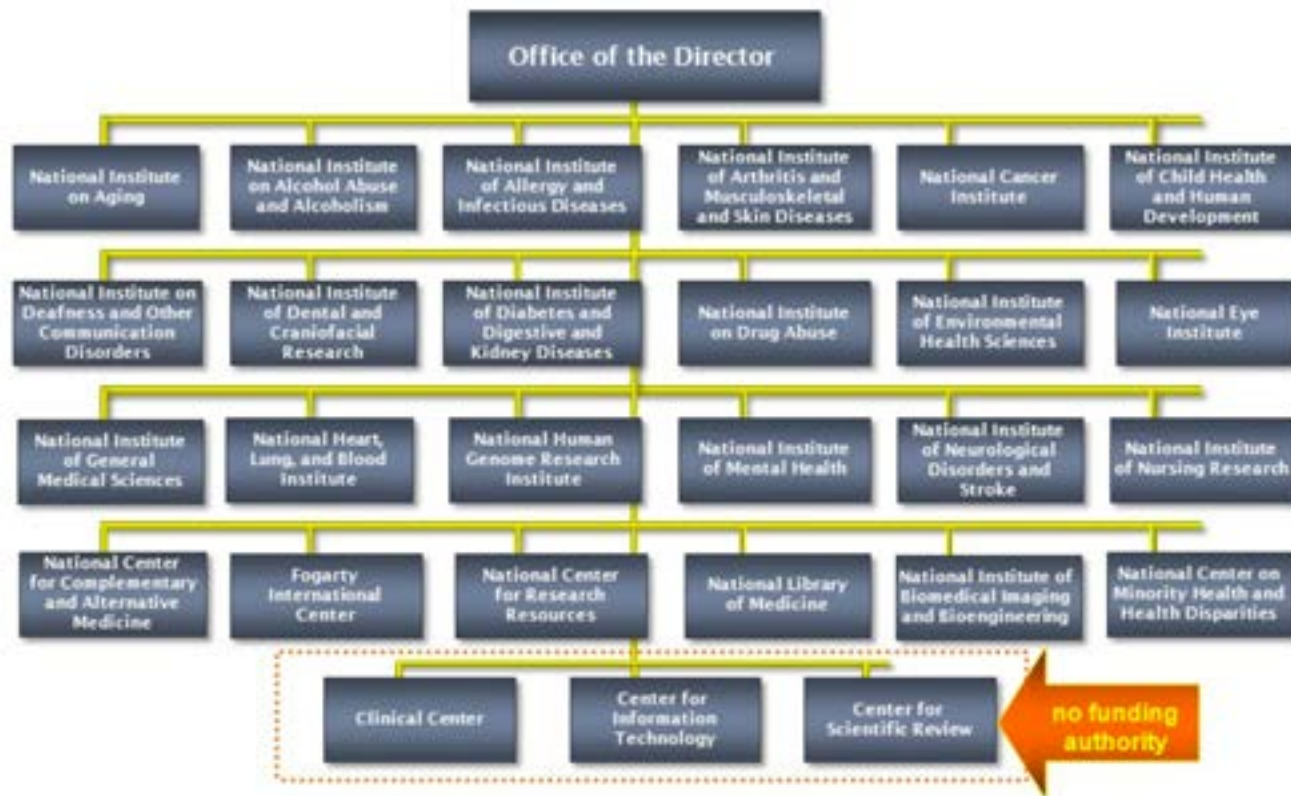 Office of the Director
National Institute
on Aging
National Institute
on Alcohol Abuse
and Alcoholism
National Institute
of Allergy and
Infectious Diseases
National Institute
of Arthritis and
Musculoskeletal
and Skin Diseases
National Cancer
Institute
National Institute
of Child Health
and Human
Development
National Institute on
Deafness and Other
Communication
Disorders
National Institute
of Dental and
Craniofacial
Research
National Institute
of Diabetes and
Digestive and
Kidney Diseases
National Institute
on Drug Abuse
National Institute
of Environmental
Health Sciences
National Eye
Institute
National Institute
of General
Medical Sciences
National Heart,
Lung, and Blood
Institute
National Human
Genome Research
Institute
National Institute
of Mental Health
National Institute
of Neurological
Disorders and
Stroke
National Institute
of Nursing Research
National Center
for Complementary
and Alternative
Medicine
Fogarty
International
Center
National Center
for Research
Resources
National Library
of Medicine
National Institute of
Biomedical Imaging
and Bioengineering
National Center on
Minority Health and
Health Disparities
Clinical Center
Center for
Information
Technology
Center for
Scientific Review
no funding
authority